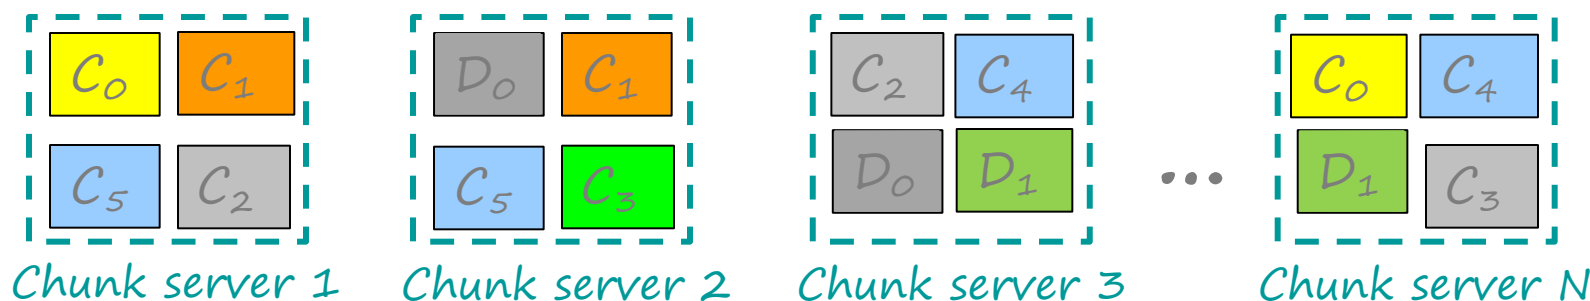 C₀ C₁ D₀ C₁ C₂ C₄ C₀ C₄
C₅ C₂ C₅ C₃ D₀ D₁ ... D₁ C₃
Chunk server 1 Chunk server 2 Chunk server 3 Chunk server N